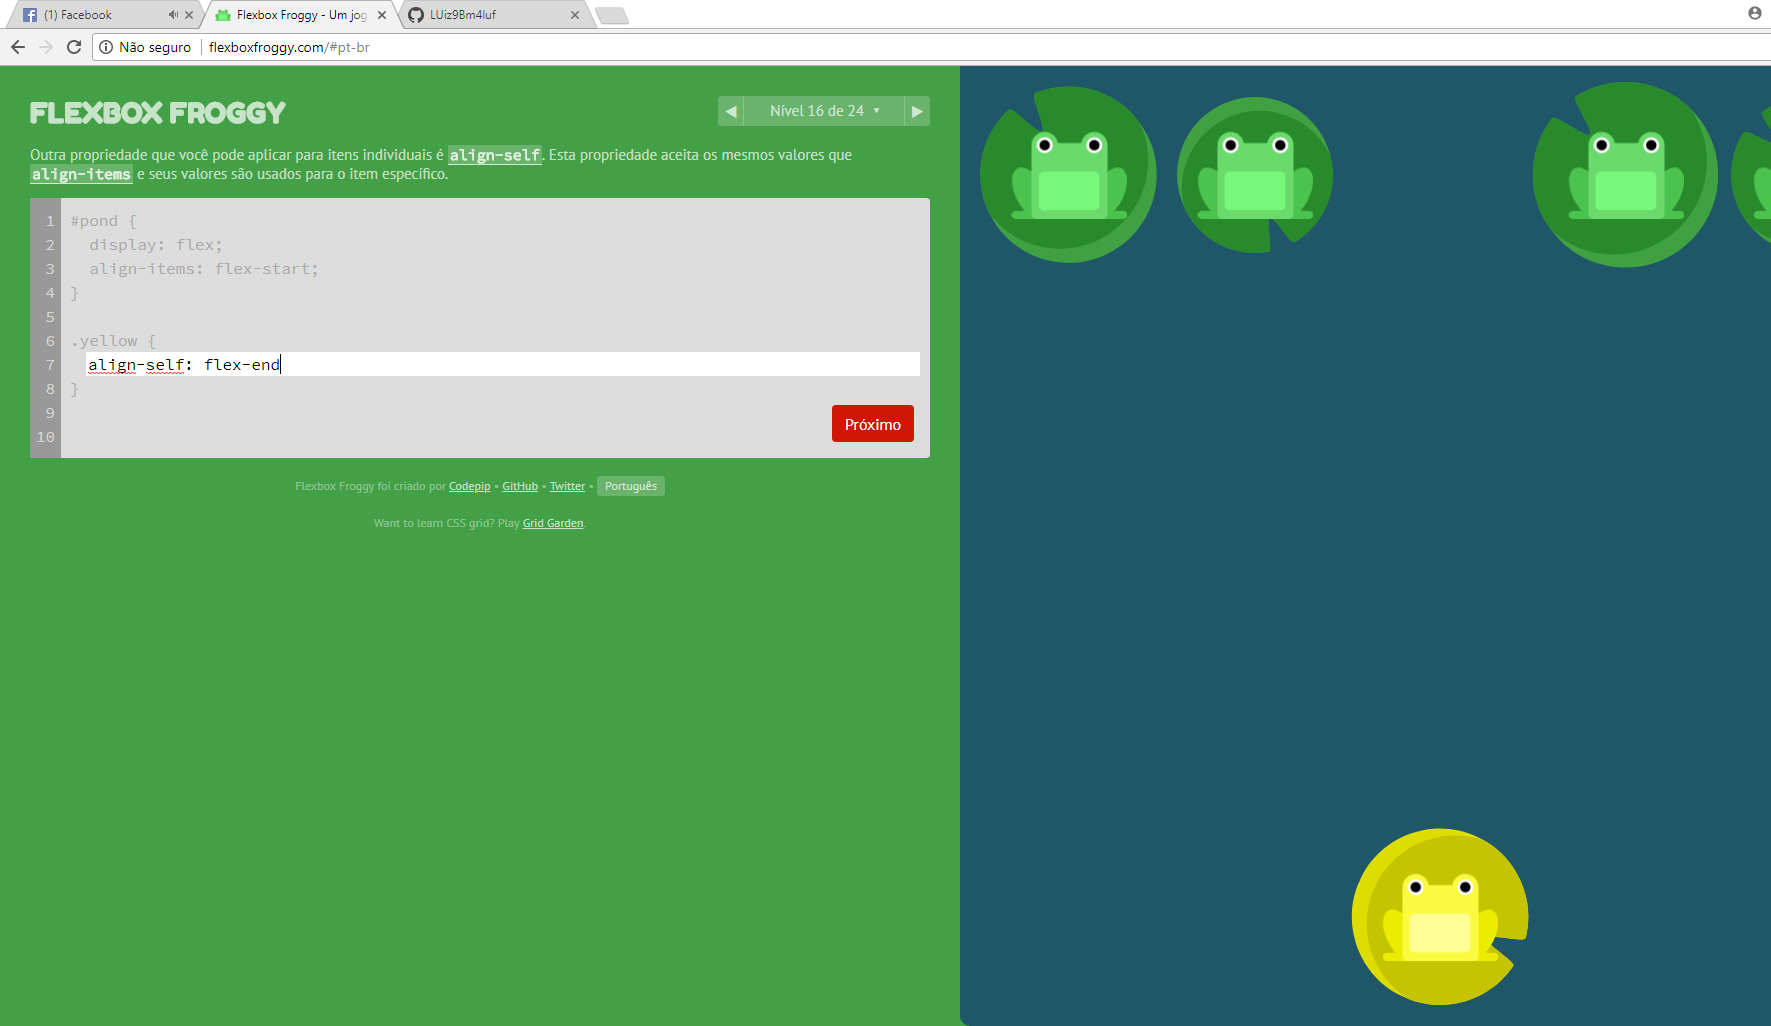 (1) Facebook
Flexbox Froggy - Um jog
LUiz9Bm4luf
Não seguro
flexboxfroggy.com/#pt-br
FLEXBOX FROGGY
◀ Nível 16 de 24 ▼ ▶
Outra propriedade que você pode aplicar para itens individuais é align-self. Esta propriedade aceita os mesmos valores que
align-items e seus valores são usados para o item específico.
1 #pond {
2 display: flex;
3 align-items: flex-start;
4 }
5
6 .yellow {
7 align-self: flex-end
8 }
9
10
Próximo
Flexbox Froggy foi criado por Codepip • GitHub • Twitter • Português
Want to learn CSS grid? Play Grid Garden.